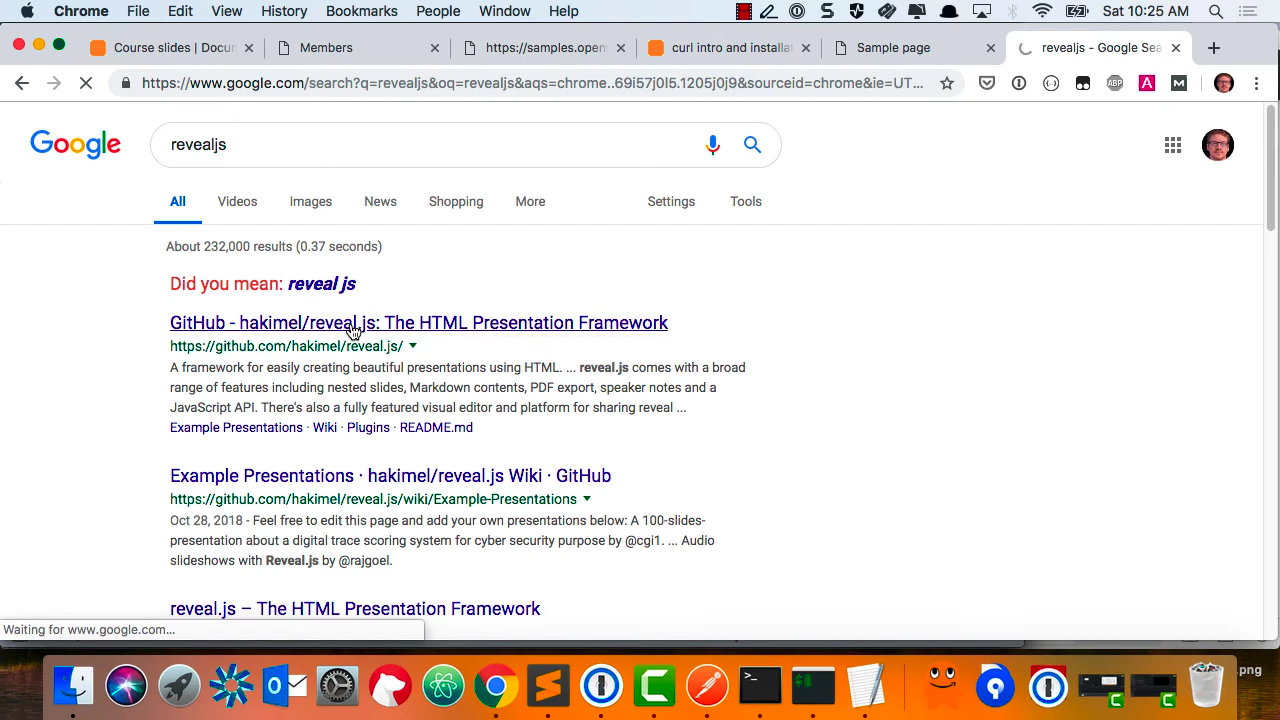 Chrome File Edit View History Bookmarks People Window Help Sat 10:25 AM
Course slides | Docu Members https://samples.open curl intro and installa Sample page revealjs - Google Sea
https://www.google.com/search?q=revealjs&oq=revealjs&aqs=chrome..69i57j0l5.1205j0j9&sourceid=chrome&ie=UT...
Google revealjs
All Videos Images News Shopping More Settings Tools
About 232,000 results (0.37 seconds)
Did you mean: reveal js
GitHub - hakimel/reveal.js: The HTML Presentation Framework
https://github.com/hakimel/reveal.js/
A framework for easily creating beautiful presentations using HTML. ... reveal.js comes with a broad
range of features including nested slides, Markdown contents, PDF export, speaker notes and a
JavaScript API. There's also a fully featured visual editor and platform for sharing reveal ...
Example Presentations · Wiki · Plugins · README.md
Example Presentations · hakimel/reveal.js Wiki · GitHub
https://github.com/hakimel/reveal.js/wiki/Example-Presentations
Oct 28, 2018 - Feel free to edit this page and add your own presentations below: A 100-slides-
presentation about a digital trace scoring system for cyber security purpose by @cgi1. ... Audio
slideshows with Reveal.js by @rajgoel.
reveal.js – The HTML Presentation Framework
Waiting for www.google.com...
.png